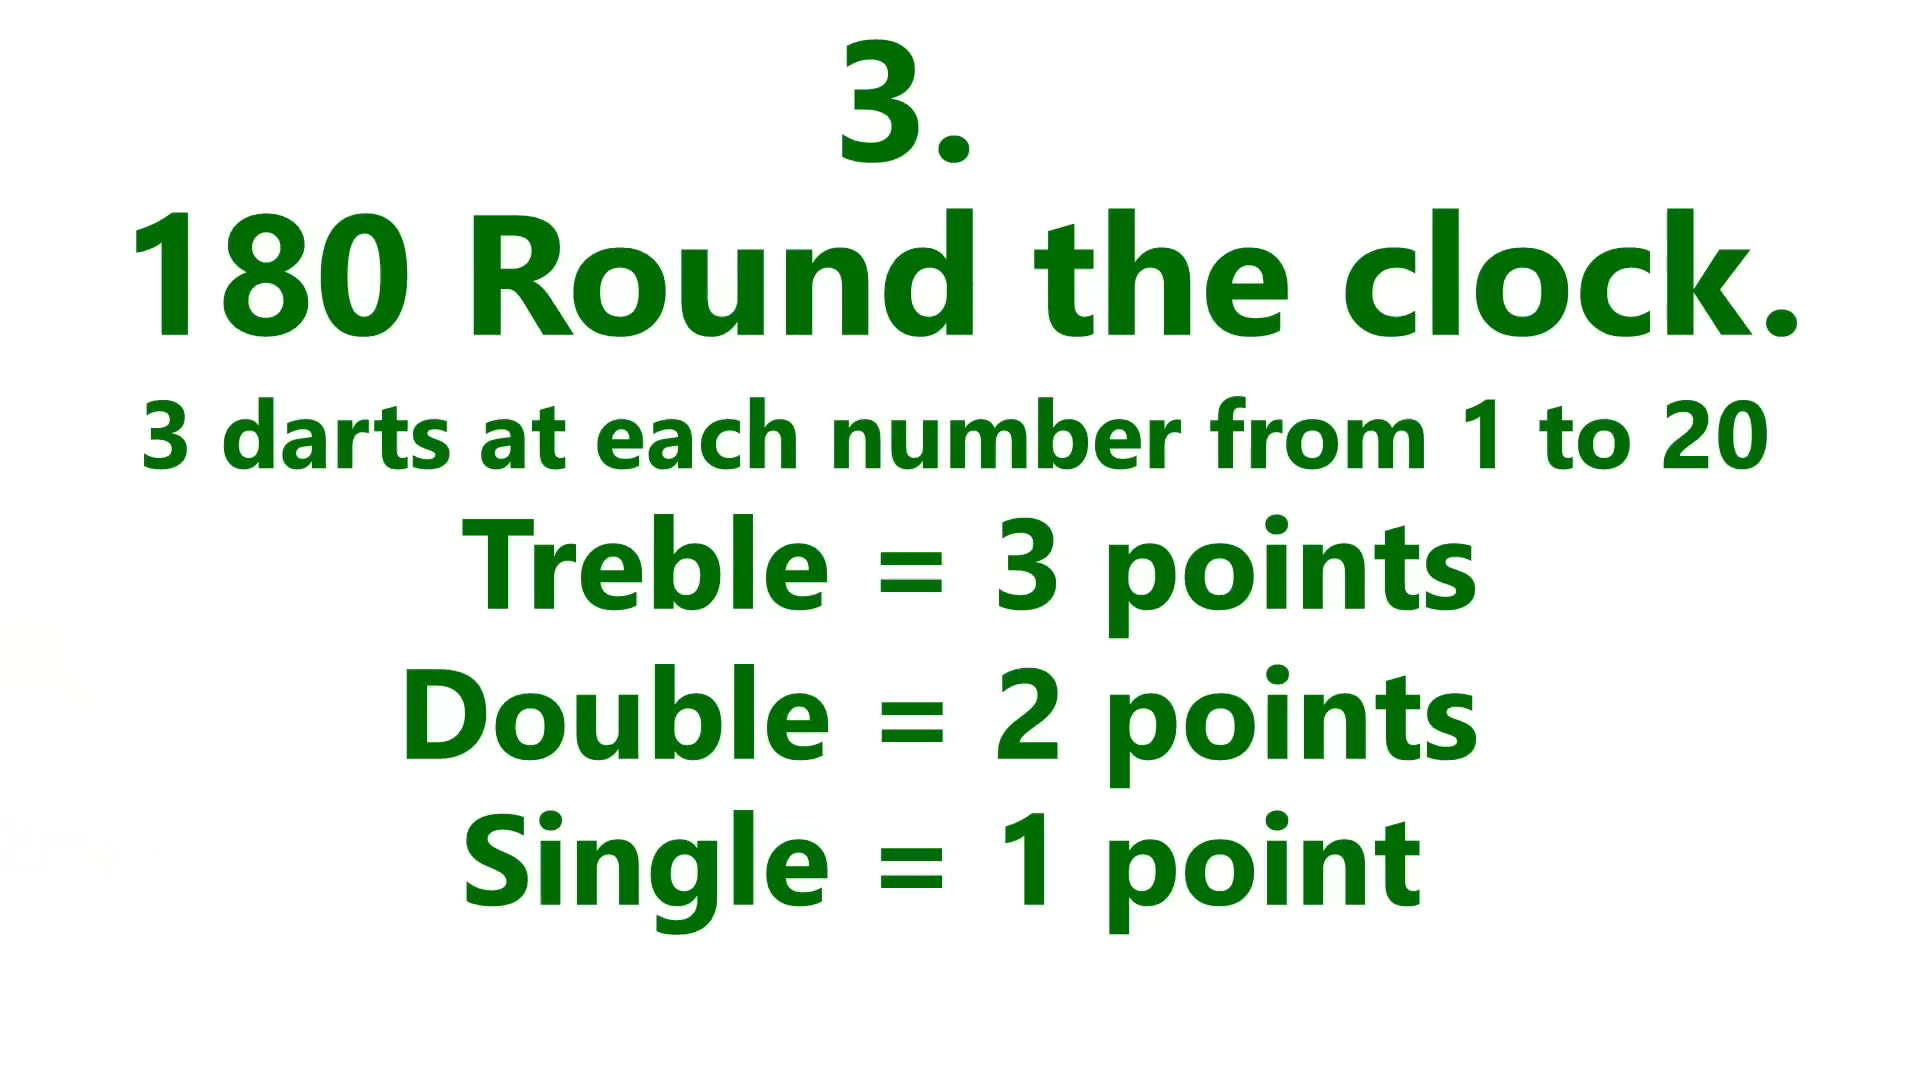 3.
180 Round the clock.
3 darts at each number from 1 to 20
Treble = 3 points
Double = 2 points
Single = 1 point